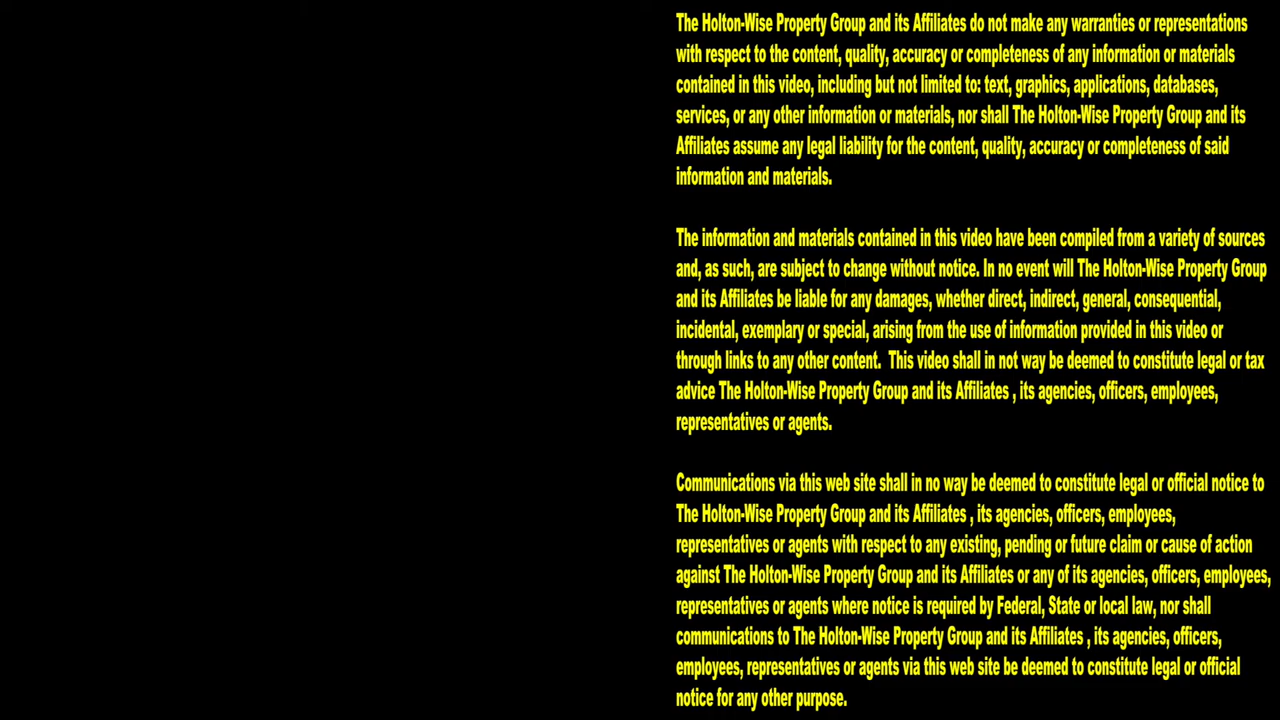 The Holton-Wise Property Group and its Affiliates do not make any warranties or representations
with respect to the content, quality, accuracy or completeness of any information or materials
contained in this video, including but not limited to: text, graphics, applications, databases,
services, or any other information or materials, nor shall The Holton-Wise Property Group and its
Affiliates assume any legal liability for the content, quality, accuracy or completeness of said
information and materials.
The information and materials contained in this video have been compiled from a variety of sources
and, as such, are subject to change without notice. In no event will The Holton-Wise Property Group
and its Affiliates be liable for any damages, whether direct, indirect, general, consequential,
incidental, exemplary or special, arising from the use of information provided in this video or
through links to any other content.  This video shall in not way be deemed to constitute legal or tax
advice The Holton-Wise Property Group and its Affiliates , its agencies, officers, employees,
representatives or agents.
Communications via this web site shall in no way be deemed to constitute legal or official notice to
The Holton-Wise Property Group and its Affiliates , its agencies, officers, employees,
representatives or agents with respect to any existing, pending or future claim or cause of action
against The Holton-Wise Property Group and its Affiliates or any of its agencies, officers, employees,
representatives or agents where notice is required by Federal, State or local law, nor shall
communications to The Holton-Wise Property Group and its Affiliates , its agencies, officers,
employees, representatives or agents via this web site be deemed to constitute legal or official
notice for any other purpose.